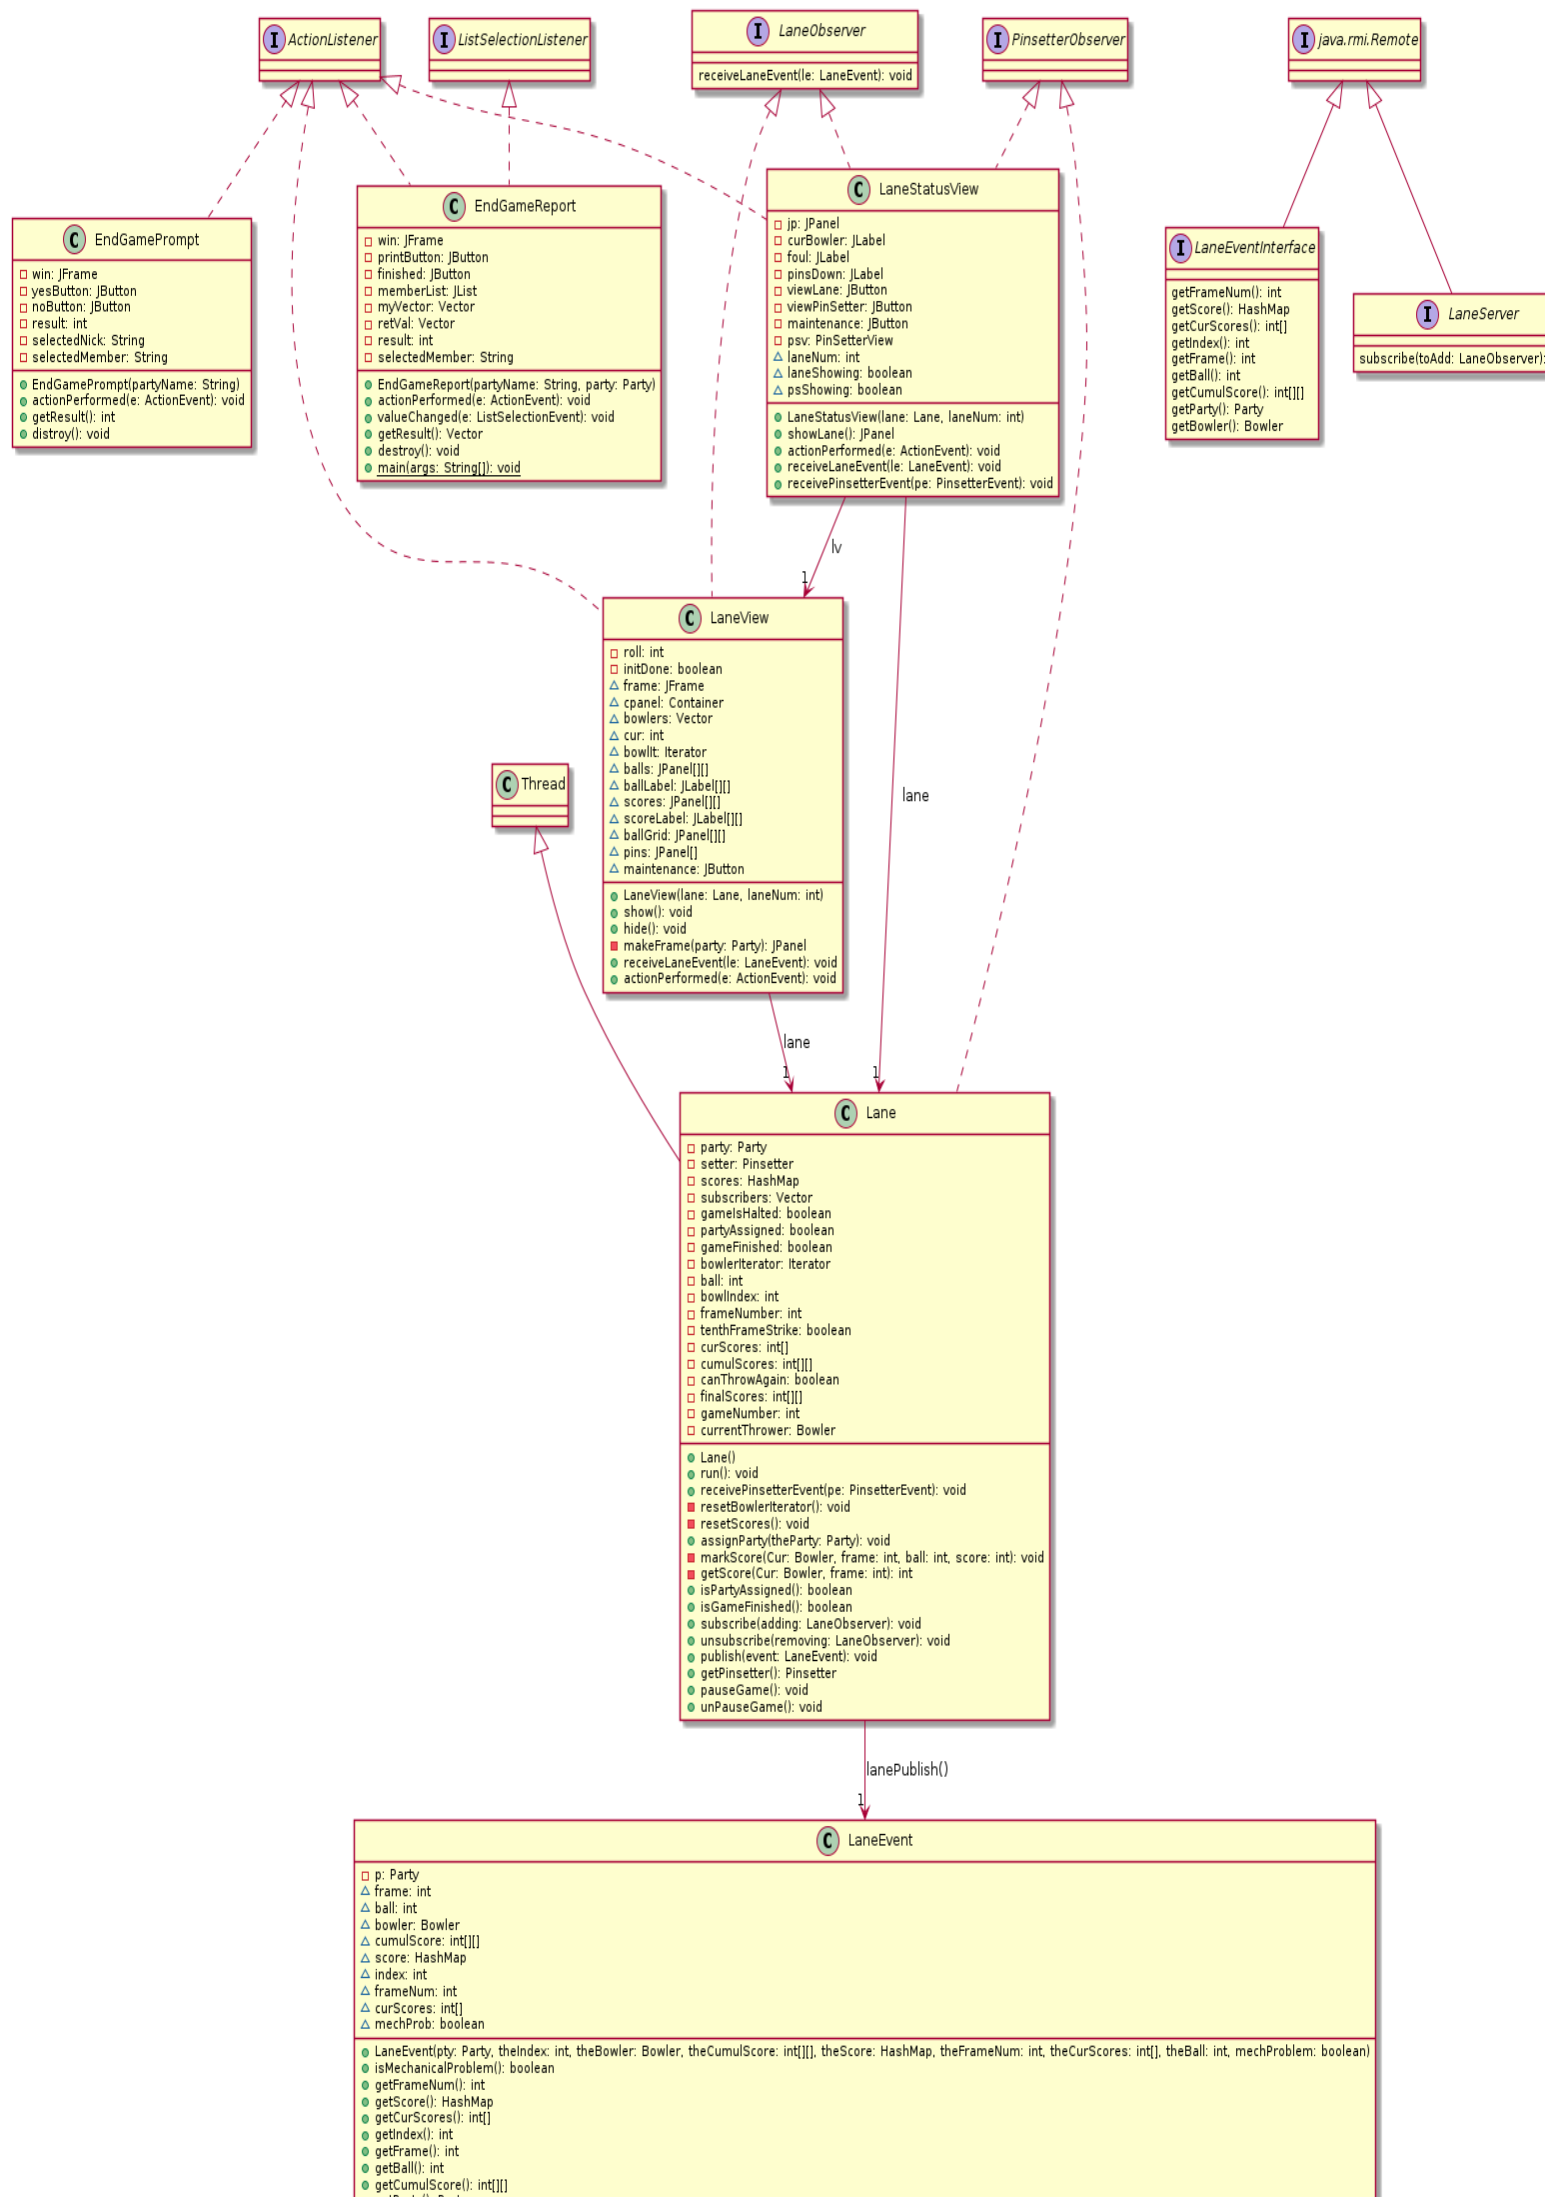 I ActionListener
I ListSelectionListener
I LaneObserver
receiveLaneEvent(le: LaneEvent): void
I PinsetterObserver
I java.rmi.Remote
C EndGamePrompt
win: JFrame
yesButton: JButton
noButton: JButton
result: int
selectedNick: String
selectedMember: String
EndGamePrompt(partyName: String)
actionPerformed(e: ActionEvent): void
getResult(): int
distroy(): void
C EndGameReport
win: JFrame
printButton: JButton
finished: JButton
memberList: JList
myVector: Vector
retVal: Vector
result: int
selectedMember: String
EndGameReport(partyName: String, party: Party)
actionPerformed(e: ActionEvent): void
valueChanged(e: ListSelectionEvent): void
getResult(): Vector
destroy(): void
main(args: String[]): void
C LaneStatusView
jp: JPanel
curBowler: JLabel
foul: JLabel
pinsDown: JLabel
viewLane: JButton
viewPinSetter: JButton
maintenance: JButton
psv: PinSetterView
laneNum: int
laneShowing: boolean
psShowing: boolean
LaneStatusView(lane: Lane, laneNum: int)
showLane(): JPanel
actionPerformed(e: ActionEvent): void
receiveLaneEvent(le: LaneEvent): void
receivePinsetterEvent(pe: PinsetterEvent): void
I LaneEventInterface
getFrameNum(): int
getScore(): HashMap
getCurScores(): int[]
getIndex(): int
getFrame(): int
getBall(): int
getCumulScore(): int[][]
getParty(): Party
getBowler(): Bowler
I LaneServer
subscribe(toAdd: LaneObserver):
lv
1
C LaneView
roll: int
initDone: boolean
frame: JFrame
cpanel: Container
bowlers: Vector
cur: int
bowlIt: Iterator
balls: JPanel[][]
ballLabel: JLabel[][]
scores: JPanel[][]
scoreLabel: JLabel[][]
ballGrid: JPanel[][]
pins: JPanel[]
maintenance: JButton
LaneView(lane: Lane, laneNum: int)
show(): void
hide(): void
makeFrame(party: Party): JPanel
receiveLaneEvent(le: LaneEvent): void
actionPerformed(e: ActionEvent): void
C Thread
lane
lane
1
1
C Lane
party: Party
setter: Pinsetter
scores: HashMap
subscribers: Vector
gameIsHalted: boolean
partyAssigned: boolean
gameFinished: boolean
bowlerIterator: Iterator
ball: int
bowlIndex: int
frameNumber: int
tenthFrameStrike: boolean
curScores: int[]
cumulScores: int[][]
canThrowAgain: boolean
finalScores: int[][]
gameNumber: int
currentThrower: Bowler
Lane()
run(): void
receivePinsetterEvent(pe: PinsetterEvent): void
resetBowlerIterator(): void
resetScores(): void
assignParty(theParty: Party): void
markScore(Cur: Bowler, frame: int, ball: int, score: int): void
getScore(Cur: Bowler, frame: int): int
isPartyAssigned(): boolean
isGameFinished(): boolean
subscribe(adding: LaneObserver): void
unsubscribe(removing: LaneObserver): void
publish(event: LaneEvent): void
getPinsetter(): Pinsetter
pauseGame(): void
unPauseGame(): void
lanePublish()
1
C LaneEvent
p: Party
frame: int
ball: int
bowler: Bowler
cumulScore: int[][]
score: HashMap
index: int
frameNum: int
curScores: int[]
mechProb: boolean
LaneEvent(pty: Party, theIndex: int, theBowler: Bowler, theCumulScore: int[][], theScore: HashMap, theFrameNum: int, theCurScores: int[], theBall: int, mechProblem: boolean)
isMechanicalProblem(): boolean
getFrameNum(): int
getScore(): HashMap
getCurScores(): int[]
getIndex(): int
getFrame(): int
getBall(): int
getCumulScore(): int[][]